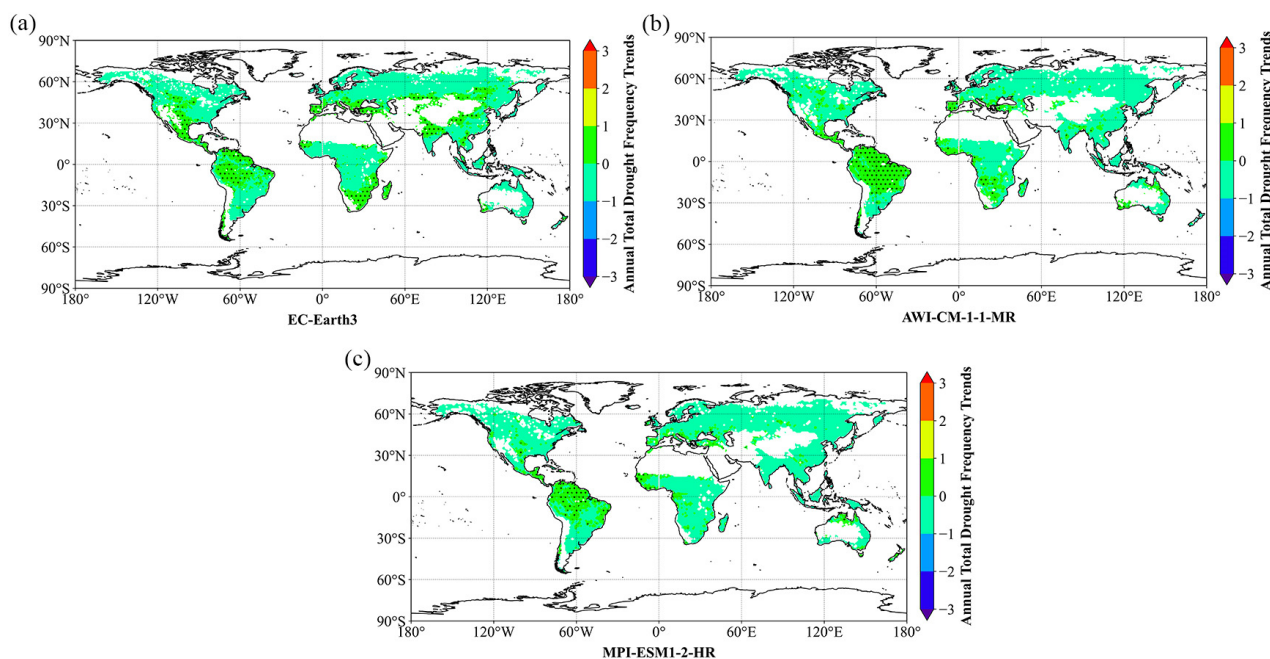 (a)
90°N
60°N
30°N
0°
30°S
60°S
90°S
180°
120°W
60°W
0°
60°E
120°E
180°
3
2
1
0
−1
−2
−3
Annual Total Drought Frequency Trends
EC-Earth3
(b)
90°N
60°N
30°N
0°
30°S
60°S
90°S
180°
120°W
60°W
0°
60°E
120°E
180°
3
2
1
0
−1
−2
−3
Annual Total Drought Frequency Trends
AWI-CM-1-1-MR
(c)
90°N
60°N
30°N
0°
30°S
60°S
90°S
180°
120°W
60°W
0°
60°E
120°E
180°
3
2
1
0
−1
−2
−3
Annual Total Drought Frequency Trends
MPI-ESM1-2-HR